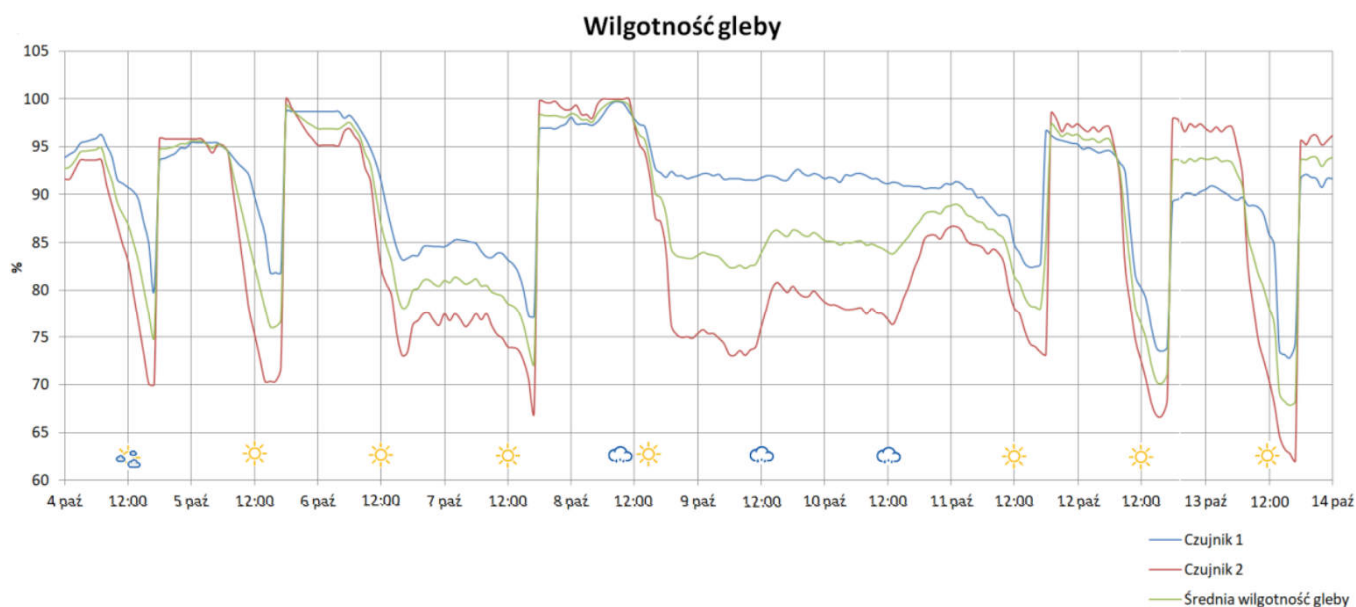 Wilgotność gleby
105
100
95
90
85
80
75
70
65
60
%
4 paź 12:00 5 paź 12:00 6 paź 12:00 7 paź 12:00 8 paź 12:00 9 paź 12:00 10 paź 12:00 11 paź 12:00 12 paź 12:00 13 paź 12:00 14 paź
Czujnik 1
Czujnik 2
Średnia wilgotność gleby